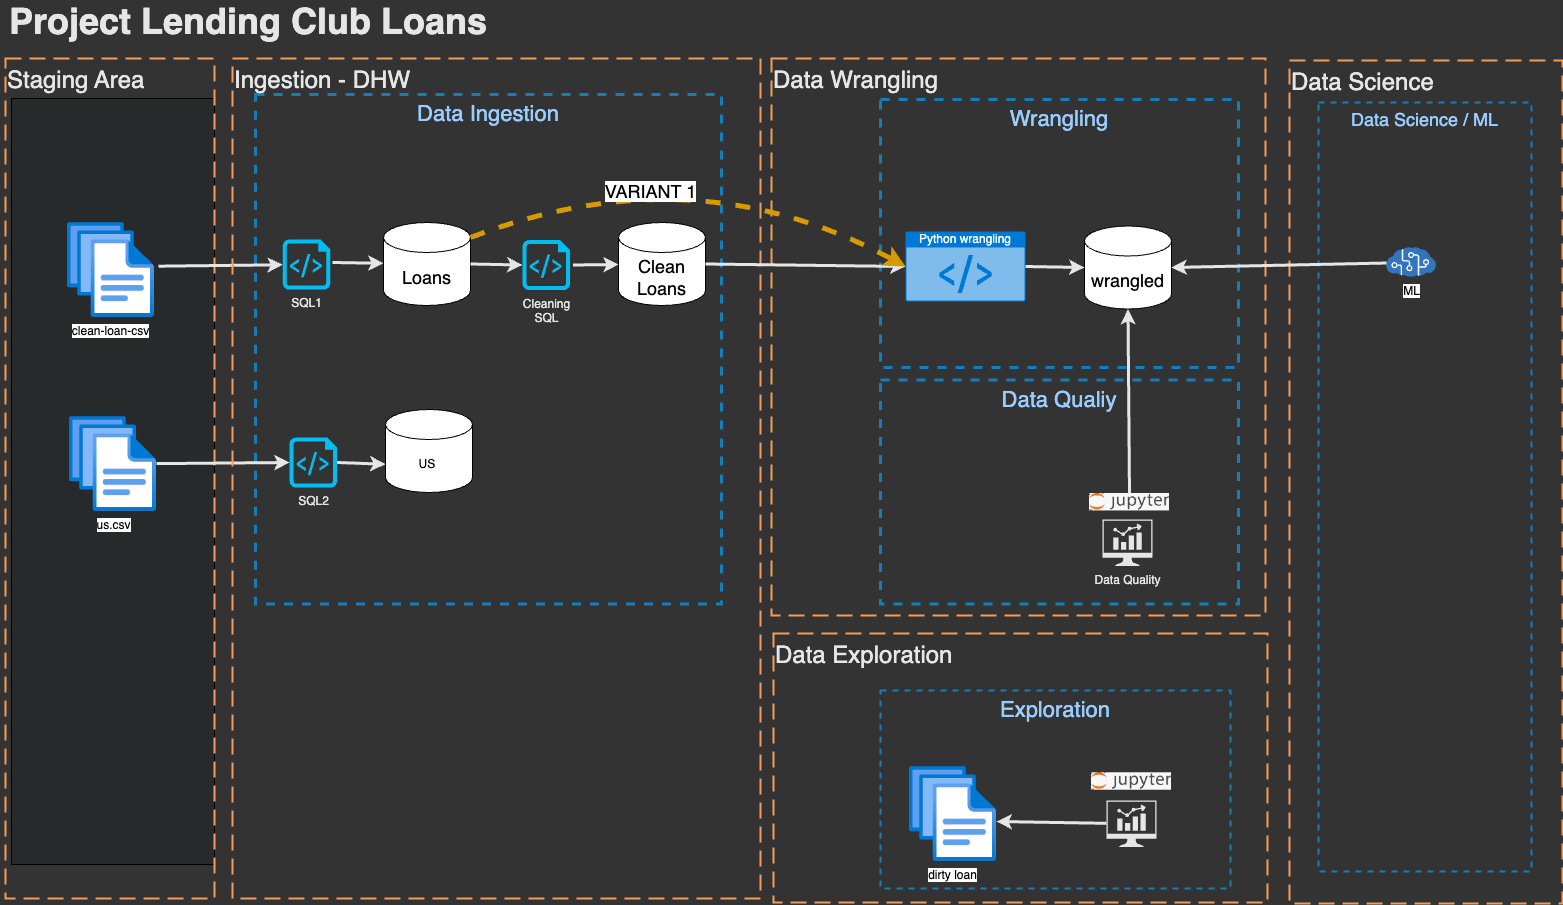 Project Lending Club Loans
Staging Area
Ingestion - DHW
Data Wrangling
Data Science
Data Ingestion
Wrangling
Data Science / ML
VARIANT 1
Loans
Clean
Loans
Python wrangling
wrangled
SQL1
Cleaning
SQL
ML
clean-loan-csv
Data Qualiy
US
SQL2
us.csv
jupyter
Data Quality
Data Exploration
Exploration
jupyter
dirty loan